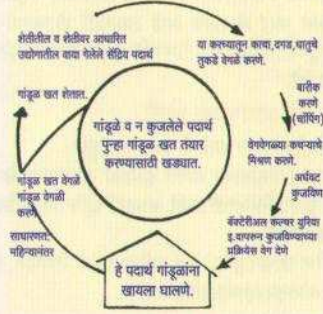 शेतीतील व शेतीवर आधारित
उद्योगातील वाया गेलेले सेंद्रिय पदार्थ
या कचऱ्यातून काचा,दगड,धातुचे
तुकडे वेगळे करणे.
बारीक
करणे
(चॉपिंग)
वेगवेगळ्या कचऱ्याचे
मिश्रण करणे.
अर्धवट
कुजविणे
बॅक्टेरीअल कल्चर युरिया
इ.वापरुन कुजविण्याच्या
प्रक्रियेस वेग देणे
हे पदार्थ गांडूळांना
खायला घालणे.
साधारणत:
महिन्यानंतर
गांडूळ खत वेगळे
गांडूळ वेगळी
करणे
गांडूळ खत शेतात.
गांडूळे व न कुजलेले पदार्थ
पुन्हा गांडूळ खत तयार
करण्यासाठी खड्यात.